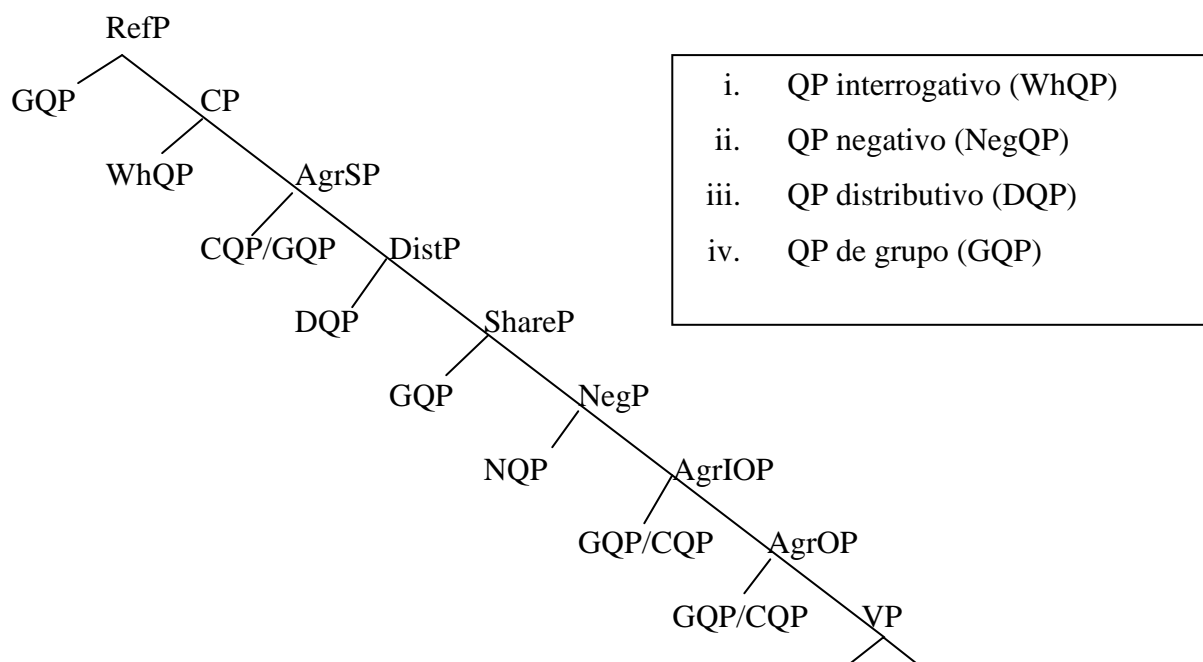 RefP
GQP
CP
WhQP
AgrSP
CQP/GQP
DistP
DQP
ShareP
GQP
NegP
NQP
AgrIOP
GQP/CQP
AgrOP
GQP/CQP
VP
i. QP interrogativo (WhQP)
ii. QP negativo (NegQP)
iii. QP distributivo (DQP)
iv. QP de grupo (GQP)